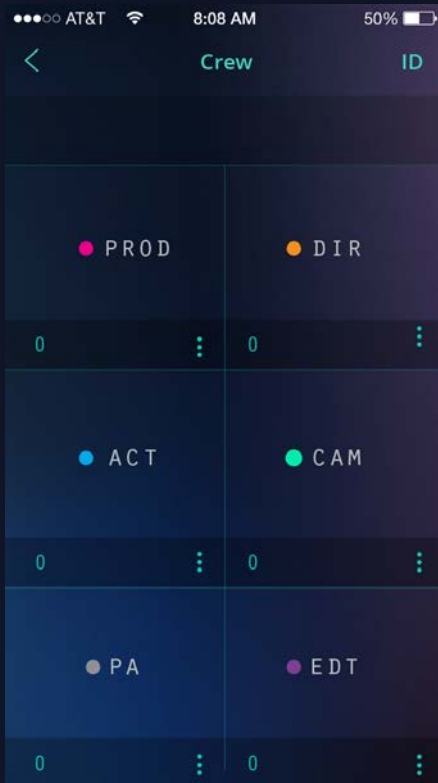 AT&T 8:08 AM 50%
Crew ID
PROD DIR
0 0
ACT CAM
0 0
PA EDT
0 0